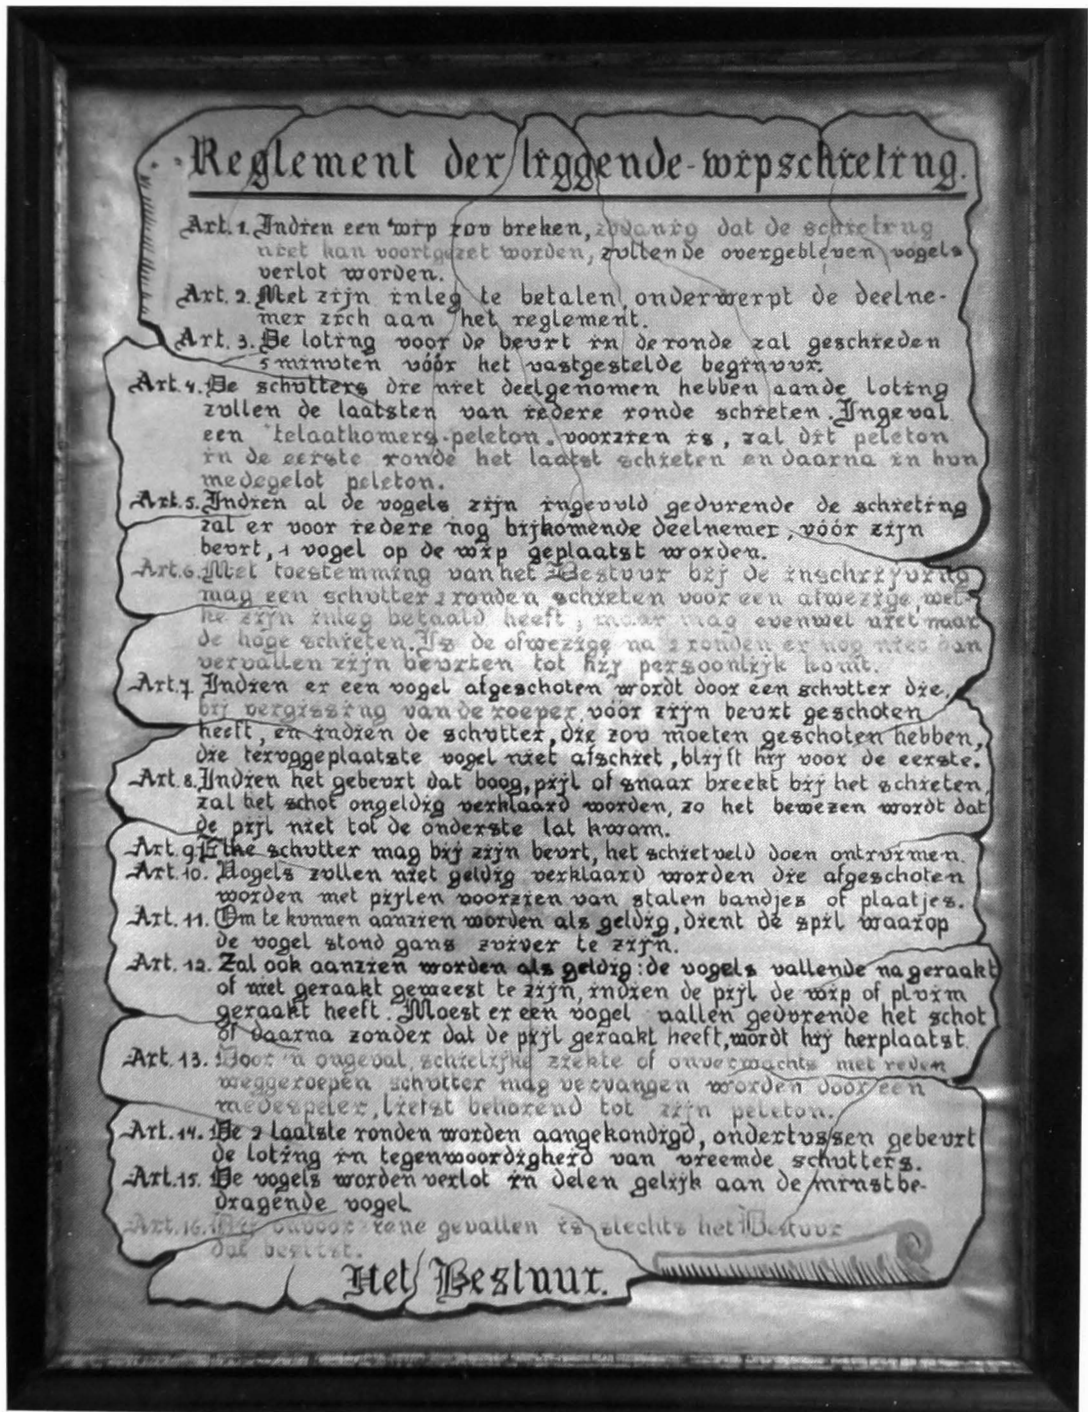 Reglement der liggende-wipschieting.
Art. 1. Indien een wip zou breken, zodanig dat de schieting
niet kan voortgezet worden, zullen de overgebleven vogels
verlot worden.
Art. 2. Met zijn inleg te betalen, onderwerpt de deelne-
mer zich aan het reglement.
Art. 3. De loting voor de beurt in de ronde zal geschieden
5 minuten vóór het vastgestelde beginuur.
Art. 4. De schutters die niet deelgenomen hebben aan de loting
zullen de laatsten van iedere ronde schieten. Ingeval
een "telaatkomers-peleton" voorzien is, zal dit peleton
in de eerste ronde het laatst schieten en daarna in hun
medegelot peleton.
Art. 5. Indien al de vogels zijn ingevuld gedurende de schieting
zal er voor iedere nog bijkomende deelnemer, vóór zijn
beurt, 1 vogel op de wip geplaatst worden.
Art. 6. Met toestemming van het Bestuur bij de inschrijving
mag een schutter 2 ronden schieten voor een afwezige, wel-
ke zijn inleg betaald heeft; maar mag evenwel niet naar
de hoge schieten. Is de afwezige na 2 ronden er nog niet dan
vervallen zijn beurten tot hij persoonlijk komt.
Art. 7. Indien er een vogel afgeschoten wordt door een schutter die,
bij vergissing van de roeper, vóór zijn beurt geschoten
heeft, en indien de schutter, die zou moeten geschoten hebben,
die teruggeplaatste vogel niet afschiet, blijft hij voor de eerste.
Art. 8. Indien het gebeurt dat boog, pijl of snaar breekt bij het schieten,
zal het schot ongeldig verklaard worden, zo het bewezen wordt dat
de pijl niet tot de onderste lat kwam.
Art. 9. Elke schutter mag bij zijn beurt, het schietveld doen ontruimen.
Art. 10. Vogels zullen niet geldig verklaard worden die afgeschoten
worden met pijlen voorzien van stalen bandjes of plaatjes.
Art. 11. Om te kunnen aanzien worden als geldig, dient de spil waarop
de vogel stond gans zuiver te zijn.
Art. 12. Zal ook aanzien worden als geldig: de vogels vallende na geraakt
of niet geraakt geweest te zijn, indien de pijl de wip of pluim
geraakt heeft. Moest er een vogel vallen gedurende het schot
of daarna zonder dat de pijl geraakt heeft, wordt hij herplaatst.
Art. 13. Door 'n ongeval, schielijke ziekte of onverwachts met reden
weggeroepen schutter mag vervangen worden door een
medespeler, liefst behorend tot zijn peleton.
Art. 14. De 2 laatste ronden worden aangekondigd, ondertussen gebeurt
de loting in tegenwoordigheid van vreemde schutters.
Art. 15. De vogels worden verlot in delen gelijk aan de minstbe-
dragende vogel.
Art. 16. Bij onvoorziene gevallen is slechts het Bestuur
dat beslist.
Het Bestuur.